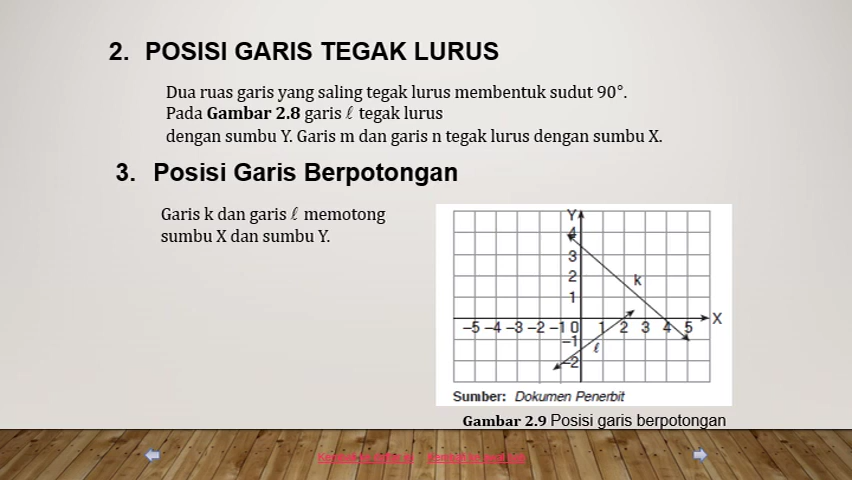 2. POSISI GARIS TEGAK LURUS
Dua ruas garis yang saling tegak lurus membentuk sudut 90°.
Pada Gambar 2.8 garis ℓ tegak lurus
dengan sumbu Y. Garis m dan garis n tegak lurus dengan sumbu X.
3. Posisi Garis Berpotongan
Garis k dan garis ℓ memotong
sumbu X dan sumbu Y.
Y
4
3
2
k
1
X
–5 –4 –3 –2 –1 0 1 2 3 4 5
–1
ℓ
–2
Sumber: Dokumen Penerbit
Gambar 2.9 Posisi garis berpotongan